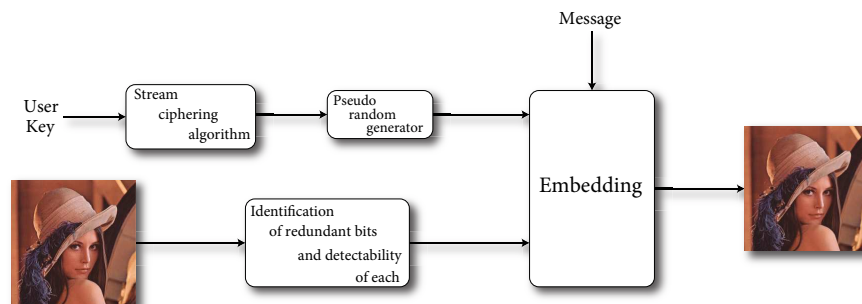 Message
User
Key
Stream
ciphering
algorithm
Pseudo
random
generator
Embedding
Identification
of redundant bits
and detectability
of each